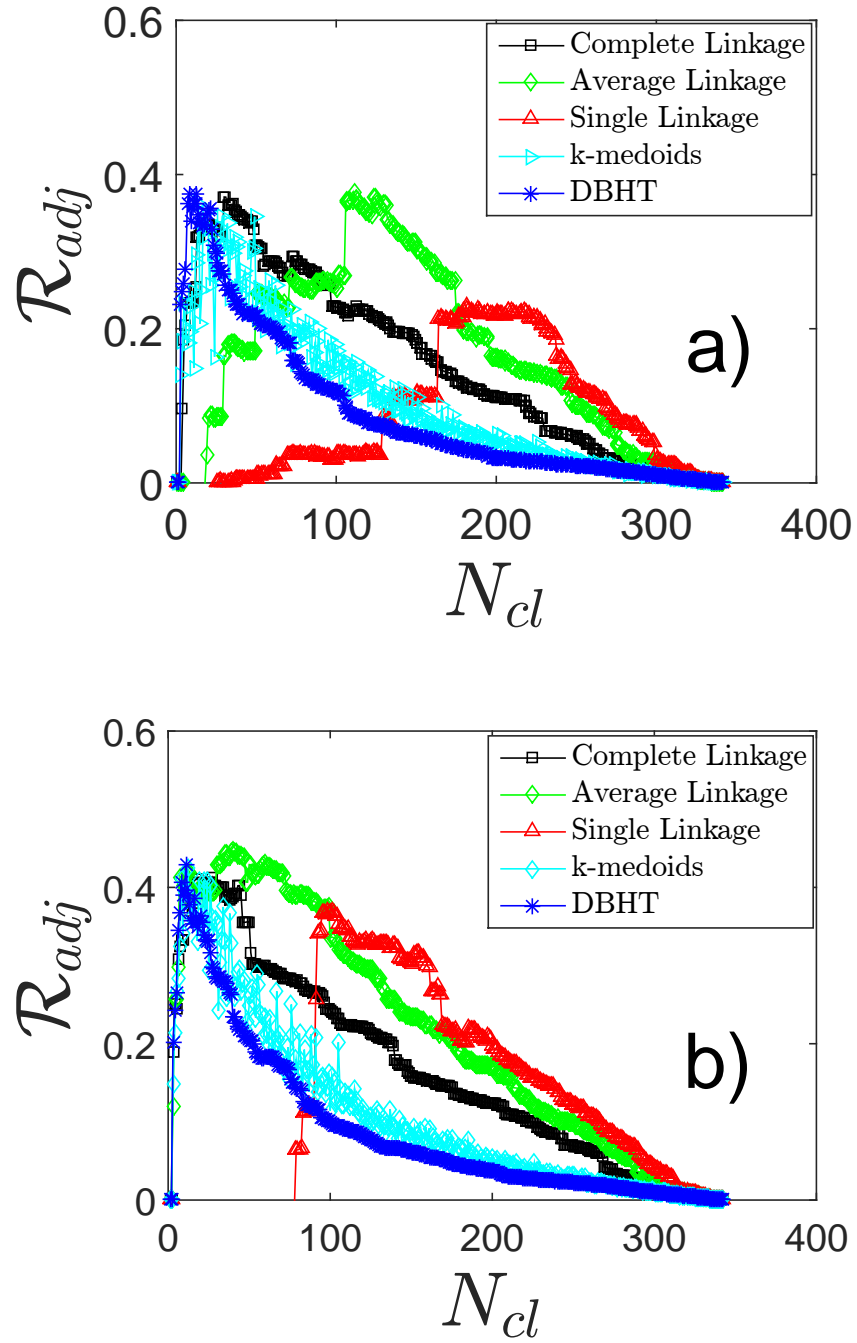 0.6
0.4
0.2
0
R_adj
Complete Linkage
Average Linkage
Single Linkage
k-medoids
DBHT
a)
0 100 200 300 400
N_cl
0.6
0.4
0.2
0
R_adj
Complete Linkage
Average Linkage
Single Linkage
k-medoids
DBHT
b)
0 100 200 300 400
N_cl